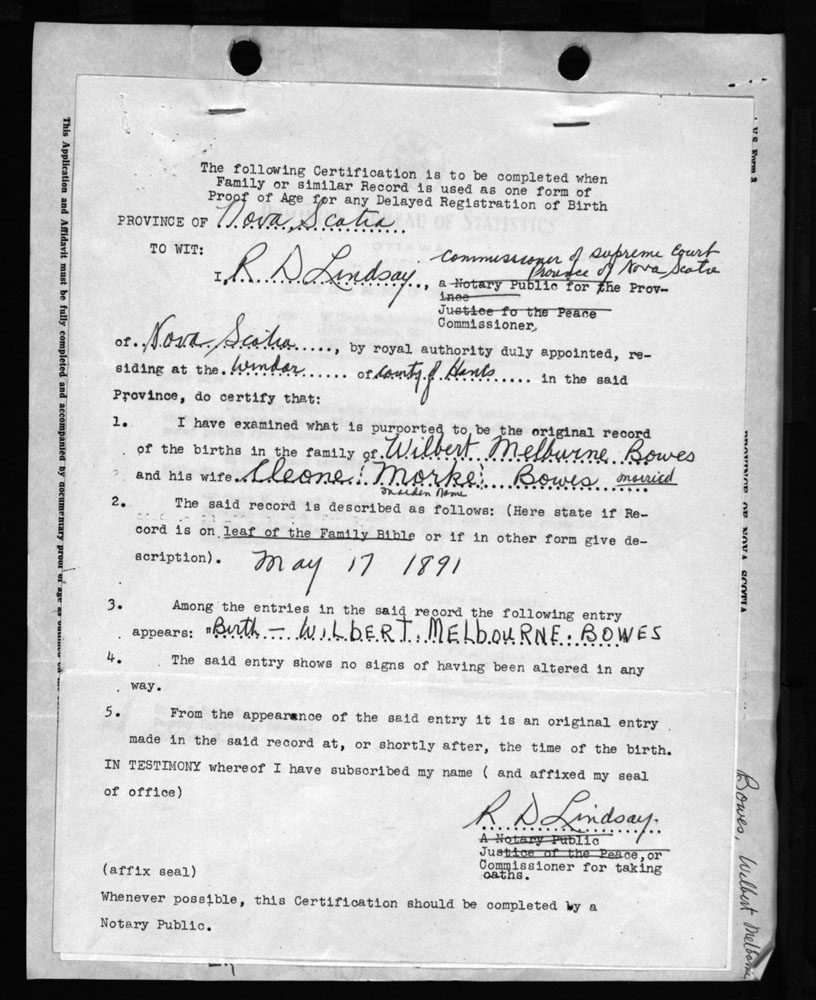 The following Certification is to be completed when
Family or similar Record is used as one form of
Proof of Age for any Delayed Registration of Birth
PROVINCE OF Nova Scotia
TO WIT:
Commissioner of Supreme Court
Province of Nova Scotia
I, R D Lindsay, a Notary Public for the Prov-
ince
Justice fo the Peace
Commissioner,
of Nova Scotia, by royal authority duly appointed, re-
siding at the Windsor of County of Hants in the said
Province, do certify that:
1. I have examined what is purported to be the original record
of the births in the family of Wilbert Melburne Bowes
and his wife Cleone (Morke) Bowes married
maiden name
2. The said record is described as follows: (Here state if Re-
cord is on leaf of the Family Bible or if in other form give de-
scription). May 17 1891
3. Among the entries in the said record the following entry
appears: "Birth - WILBERT. MELbOURNE. BOWES
4. The said entry shows no signs of having been altered in any
way.
5. From the appearance of the said entry it is an original entry
made in the said record at, or shortly after, the time of the birth.
IN TESTIMONY whereof I have subscribed my name ( and affixed my seal
of office)
R D Lindsay.
A Notary Public
Justice of the Peace, or
Commissioner for taking
oaths.
(affix seal)
Whenever possible, this Certification should be completed by a
Notary Public.
This Application and Affidavit must be fully completed and accompanied by documentary proof of age as
V.S. Form 8
PROVINCE OF NOVA SCOTIA
BUREAU OF STATISTICS
OTTAWA
Bowes, Wilbert Melborne